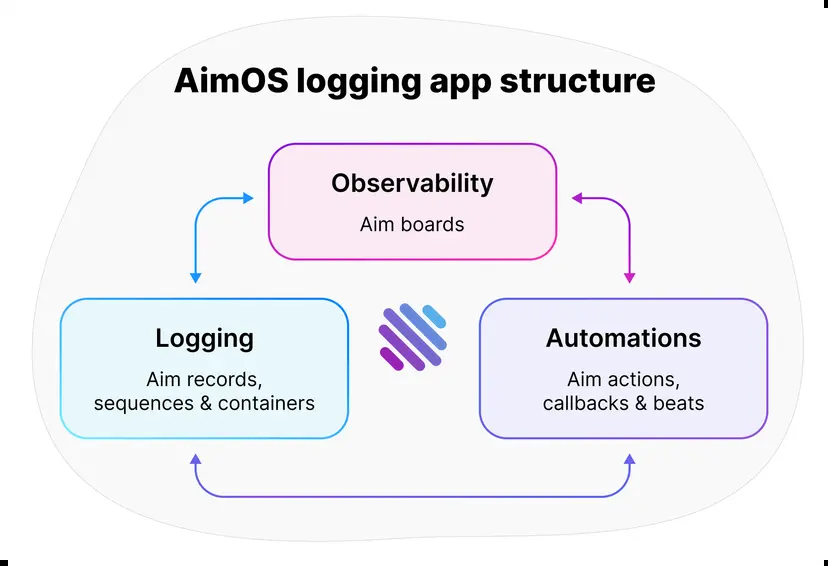 AimOS logging app structure
Observability
Aim boards
Logging
Aim records,
sequences & containers
Automations
Aim actions,
callbacks & beats